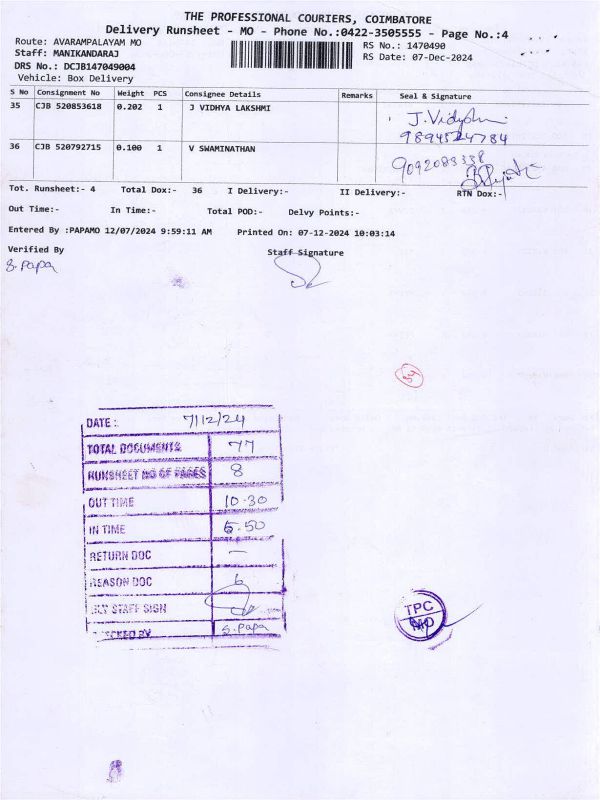 THE PROFESSIONAL COURIERS, COIMBATORE
Delivery Runsheet - MO - Phone No.:0422-3505555 - Page No.:4
Route: AVARAMPALAYAM MO RS No.: 1470490
Staff: MANIKANDARAJ RS Date: 07-Dec-2024
DRS No.: DCJB147049004
Vehicle: Box Delivery
S No Consignment No Weight PCS Consignee Details Remarks Seal & Signature
35 CJB 520853618 0.202 1 J VIDHYA LAKSHMI
9894524784
36 CJB 520792715 0.100 1 V SWAMINATHAN
9092083338
Tot. Runsheet:- 4 Total Dox:- 36 I Delivery:- II Delivery:- RTN Dox:-
Out Time:- In Time:- Total POD:- Delvy Points:-
Entered By :PAPAMO 12/07/2024 9:59:11 AM Printed On: 07-12-2024 10:03:14
Verified By Staff Signature
S. Papa
DATE : 7/12/24
TOTAL DOCUMENTS 77
RUNSHEET NO OF PAGES 8
OUT TIME 10.30
IN TIME 5.50
RETURN DOC —
REASON DOC 6
STAFF SIGN
CKED BY S. Papa
TPC
MO